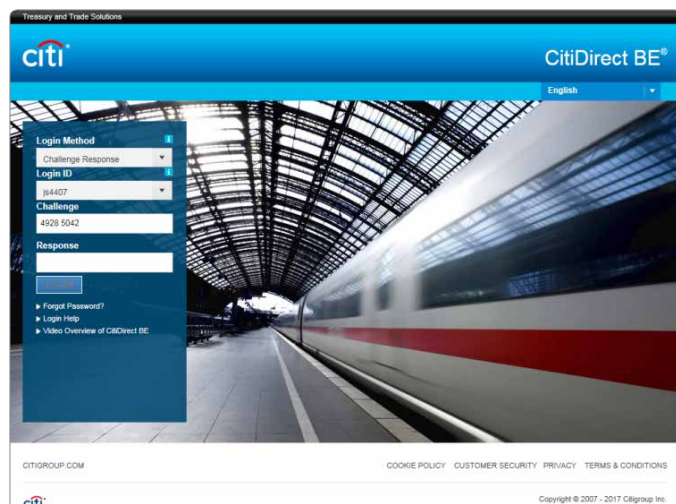 Treasury and Trade Solutions
citi
CitiDirect BE®
English
Login Method
Challenge Response
Login ID
js4407
Challenge
4928 5042
Response
Forgot Password?
Login Help
Video Overview of CitiDirect BE
CITIGROUP.COM
COOKIE POLICY CUSTOMER SECURITY PRIVACY TERMS & CONDITIONS
citi
Copyright © 2007 - 2017 Citigroup Inc.